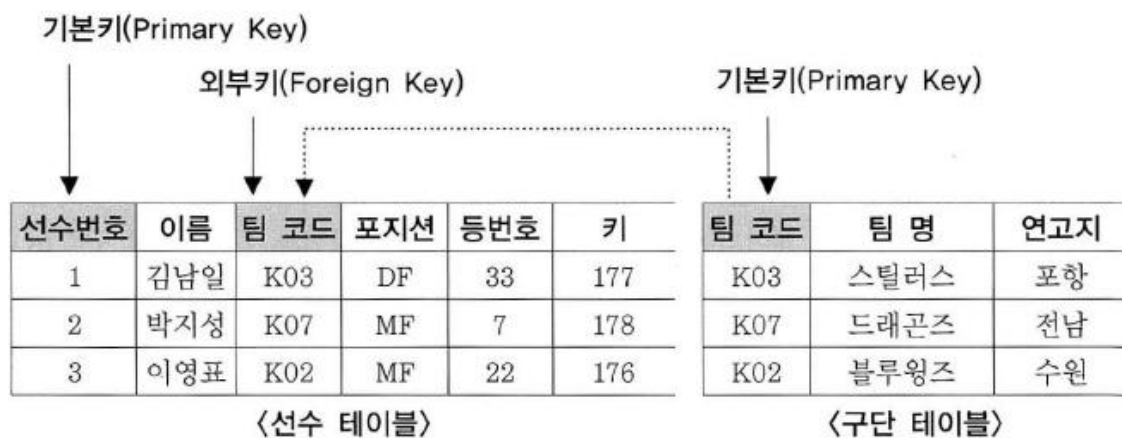 기본키(Primary Key)
외부키(Foreign Key) 기본키(Primary Key)
선수번호 이름 팀 코드 포지션 등번호 키 팀 코드 팀 명 연고지
1 김남일 K03 DF 33 177 K03 스틸러스 포항
2 박지성 K07 MF 7 178 K07 드래곤즈 전남
3 이영표 K02 MF 22 176 K02 블루윙즈 수원
〈선수 테이블〉 〈구단 테이블〉